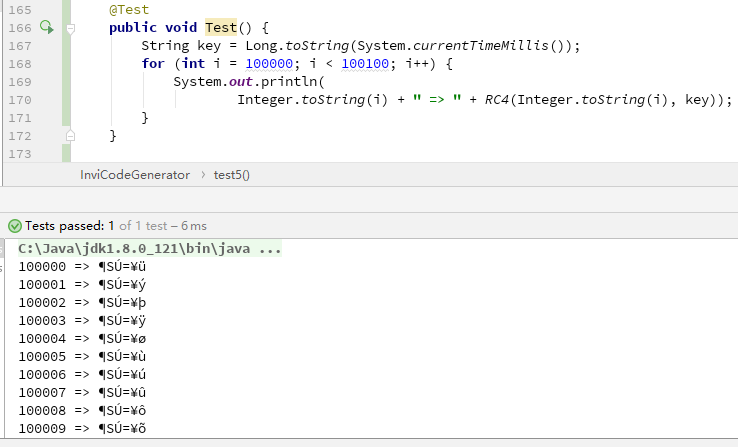 165 @Test
166 public void Test() {
167 String key = Long.toString(System.currentTimeMillis());
168 for (int i = 100000; i < 100100; i++) {
169 System.out.println(
170 Integer.toString(i) + " => " + RC4(Integer.toString(i), key));
171 }
172 }
173
InviCodeGenerator › test5()
Tests passed: 1 of 1 test – 6 ms
C:\Java\jdk1.8.0_121\bin\java ...
100000 => ¶SÚ=¥ü
100001 => ¶SÚ=¥ý
100002 => ¶SÚ=¥þ
100003 => ¶SÚ=¥ÿ
100004 => ¶SÚ=¥ø
100005 => ¶SÚ=¥ù
100006 => ¶SÚ=¥ú
100007 => ¶SÚ=¥û
100008 => ¶SÚ=¥ô
100009 => ¶SÚ=¥õ